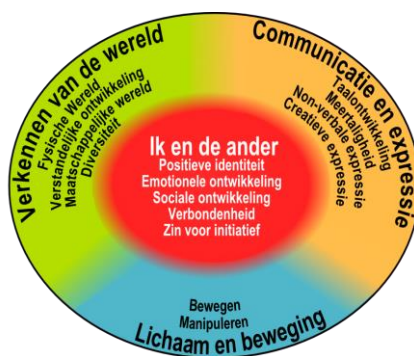 Verkennen van de wereld
Fysische Wereld
Verstandelijke ontwikkeling
Maatschappelijke wereld
Diversiteit
Communicatie en expressie
Taalontwikkeling
Meertaligheid
Non-verbale expressie
Creatieve expressie
Ik en de ander
Positieve identiteit
Emotionele ontwikkeling
Sociale ontwikkeling
Verbondenheid
Zin voor initiatief
Bewegen
Manipuleren
Lichaam en beweging